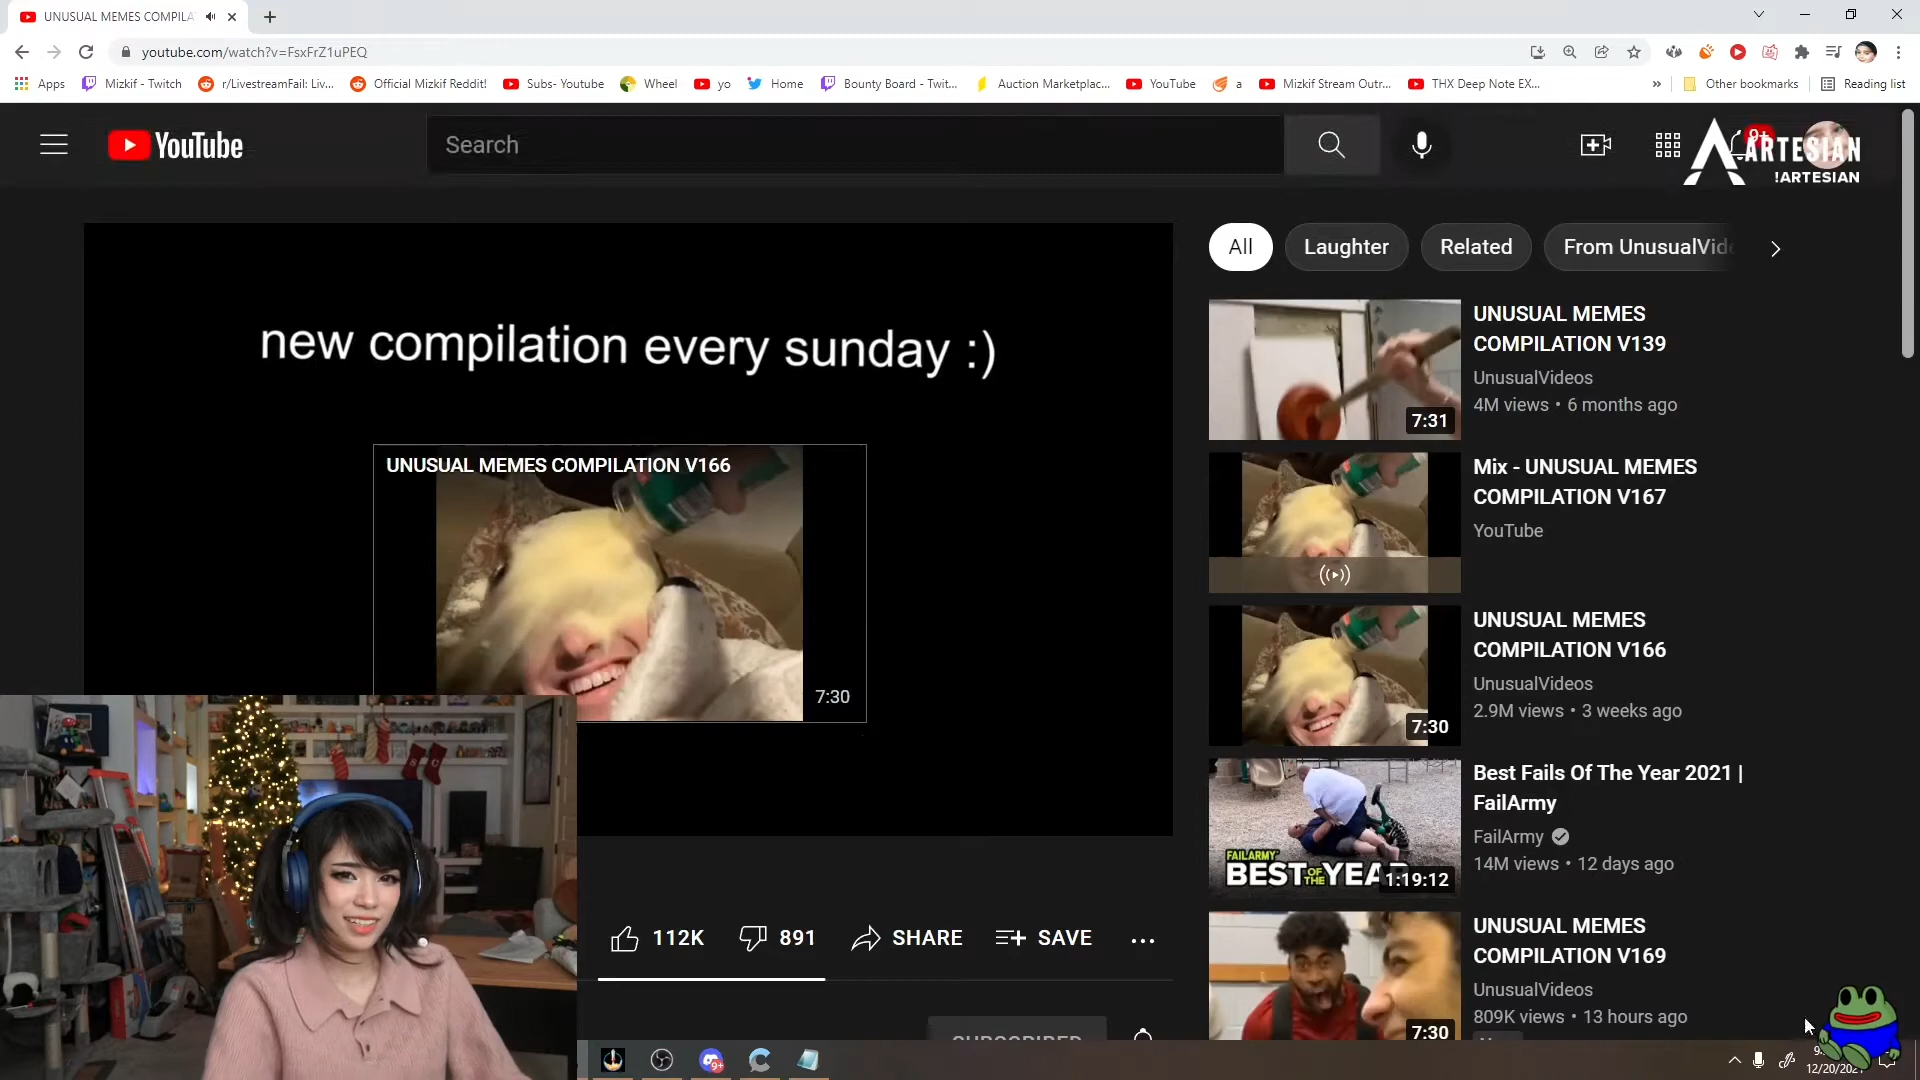 UNUSUAL MEMES COMPILA
youtube.com/watch?v=FsxFrZ1uPEQ
Apps
Mizkif - Twitch
r/LivestreamFail: Liv...
Official Mizkif Reddit!
Subs- Youtube
Wheel
yo
Home
Bounty Board - Twit...
Auction Marketplac...
YouTube
a
Mizkif Stream Outr...
THX Deep Note EX...
»
Other bookmarks
Reading list
YouTube
Search
9+
ARTESIAN
!ARTESIAN
All
Laughter
Related
From UnusualVide
new compilation every sunday :)
UNUSUAL MEMES COMPILATION V166
7:30
UNUSUAL MEMES
COMPILATION V139
UnusualVideos
4M views • 6 months ago
7:31
Mix - UNUSUAL MEMES
COMPILATION V167
YouTube
UNUSUAL MEMES
COMPILATION V166
UnusualVideos
2.9M views • 3 weeks ago
7:30
Best Fails Of The Year 2021 |
FailArmy
FailArmy
14M views • 12 days ago
FAILARMY
BEST OF THE YEA
1:19:12
UNUSUAL MEMES
COMPILATION V169
UnusualVideos
809K views • 13 hours ago
7:30
112K
891
SHARE
SAVE
SUBSCRIBED
S C
9+
12/20/202